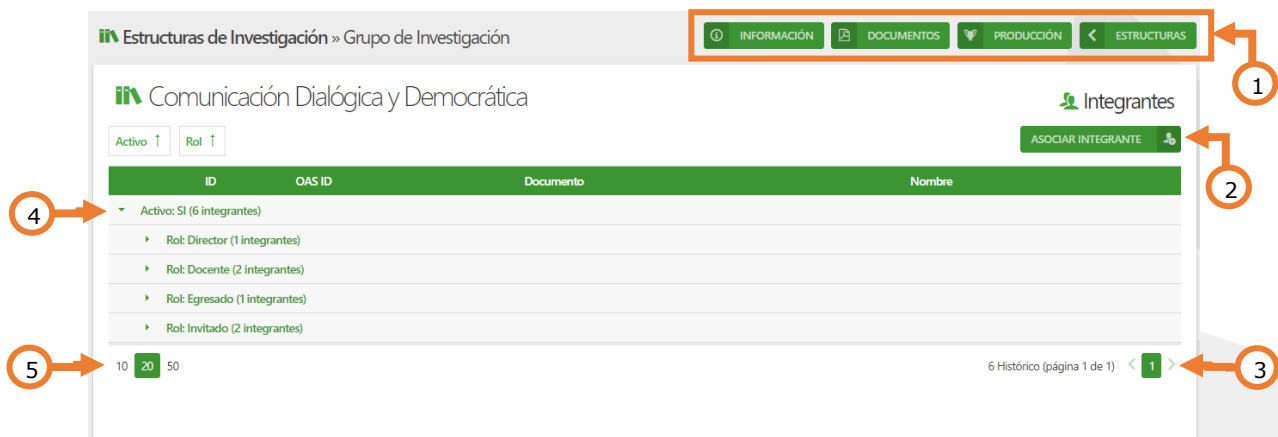 Estructuras de Investigación » Grupo de Investigación
INFORMACIÓN DOCUMENTOS PRODUCCIÓN ESTRUCTURAS
1
Comunicación Dialógica y Democrática
Integrantes
Activo ↑ Rol ↑
ASOCIAR INTEGRANTE
2
ID OAS ID Documento Nombre
4
Activo: SI (6 integrantes)
Rol: Director (1 integrantes)
Rol: Docente (2 integrantes)
Rol: Egresado (1 integrantes)
Rol: Invitado (2 integrantes)
5
10 20 50
6 Histórico (página 1 de 1) < 1 >
3